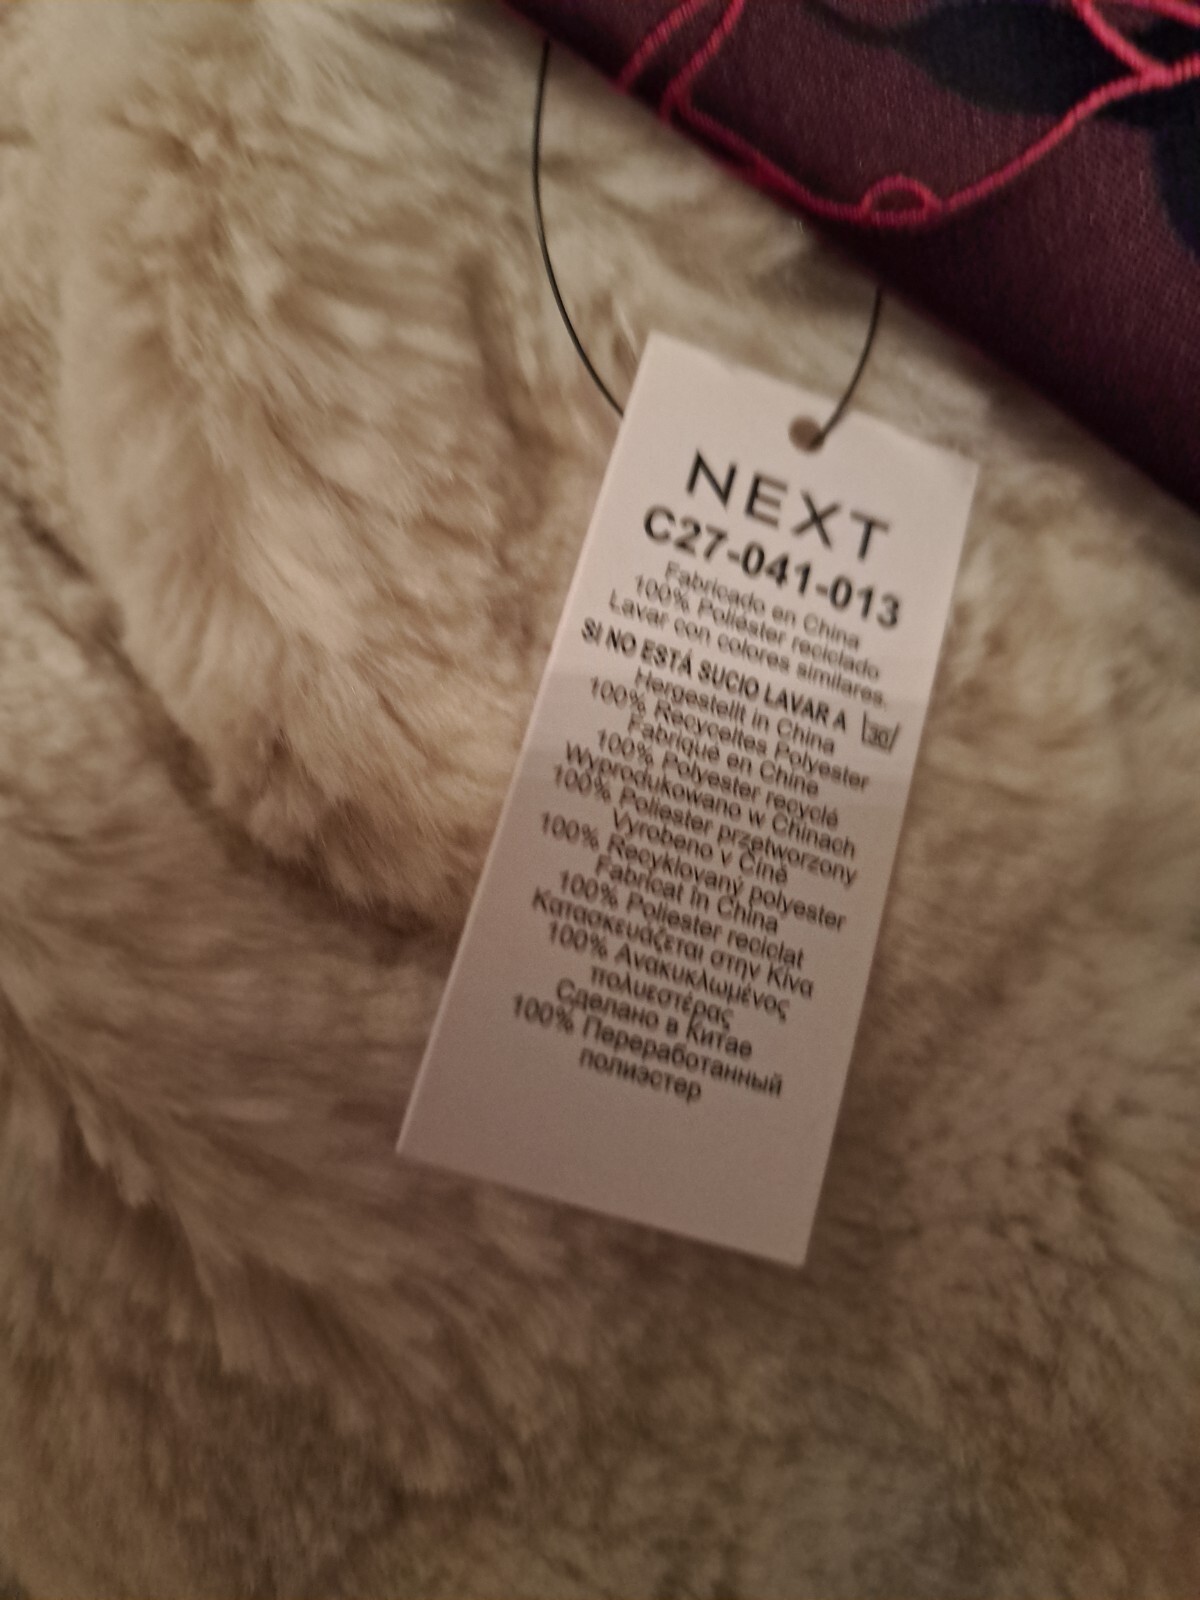 NEXT
C27-041-013
Fabricado en China
100% Poliéster reciclado
Lavar con colores similares.
SI NO ESTÁ SUCIO LAVAR A 30
Hergestellt in China
100% Recyceltes Polyester
Fabriqué en Chine
100% Polyester recyclé
Wyprodukowano w Chinach
100% Poliester przetworzony
Vyrobeno v Číně
100% Recyklovaný polyester
Fabricat în China
100% Poliester reciclat
Κατασκευάζεται στην Κίνα
100% Ανακυκλωμένος
πολυεστέρας
Сделано в Китае
100% Переработанный
полиэстер